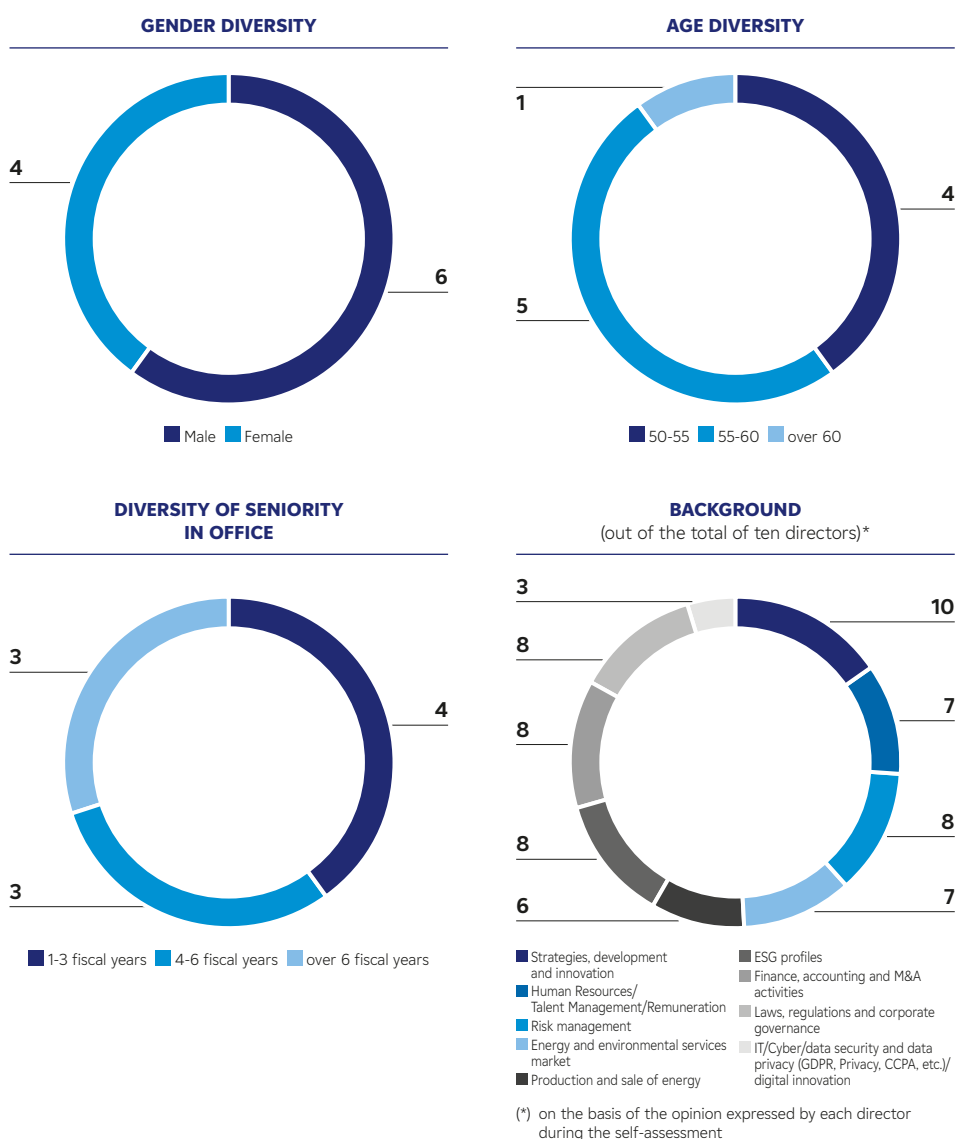 GENDER DIVERSITY
4
6
Male Female
AGE DIVERSITY
1
4
5
50-55 55-60 over 60
DIVERSITY OF SENIORITY
IN OFFICE
3
4
3
1-3 fiscal years 4-6 fiscal years over 6 fiscal years
BACKGROUND
(out of the total of ten directors)*
3
10
8
7
8
8
8
7
6
Strategies, development
and innovation
Human Resources/
Talent Management/Remuneration
Risk management
Energy and environmental services
market
Production and sale of energy
ESG profiles
Finance, accounting and M&A
activities
Laws, regulations and corporate
governance
IT/Cyber/data security and data
privacy (GDPR, Privacy, CCPA, etc.)/
digital innovation
(*) on the basis of the opinion expressed by each director
during the self-assessment